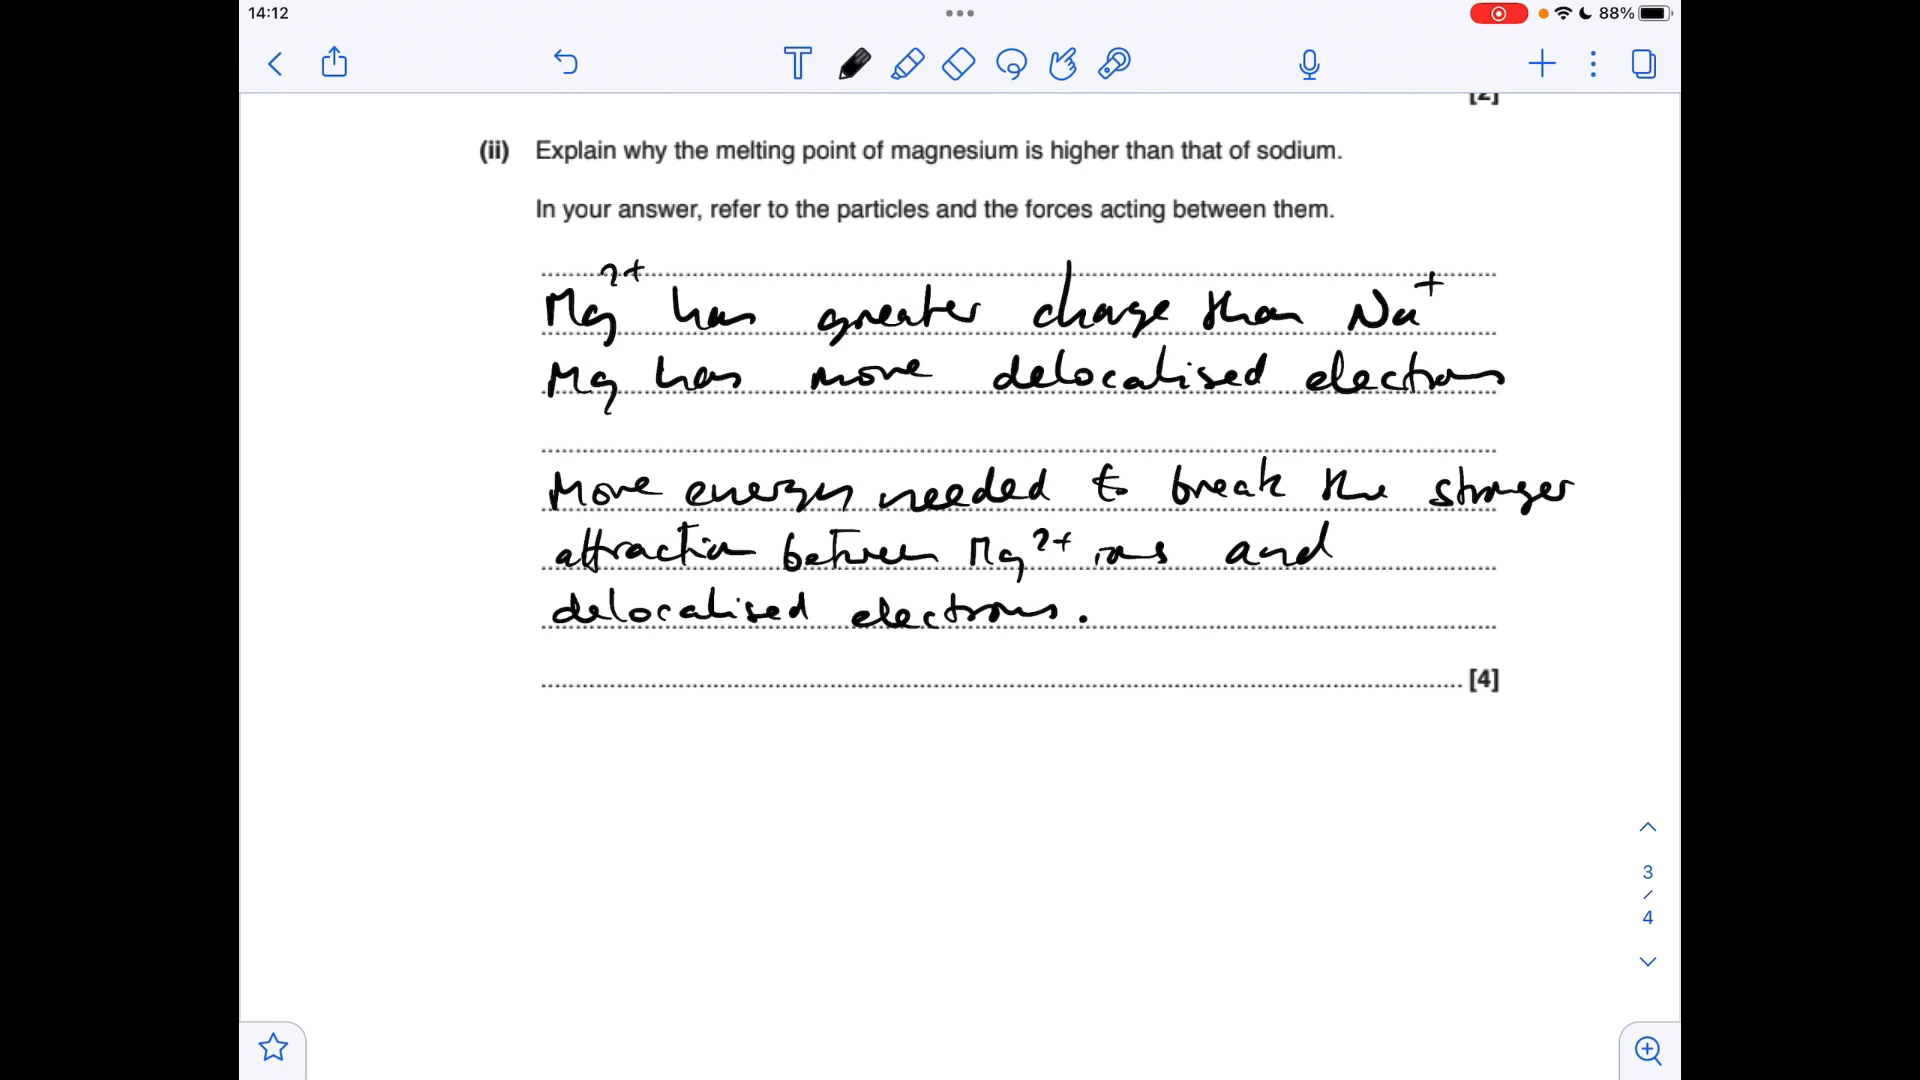 14:12
88%
[2]
(ii) Explain why the melting point of magnesium is higher than that of sodium.
In your answer, refer to the particles and the forces acting between them.
Mg²⁺ has greater charge than Na⁺
Mg has more delocalised electrons
More energy needed to break the stronger
attraction between Mg²⁺ ions and
delocalised electrons.
[4]
3
/
4